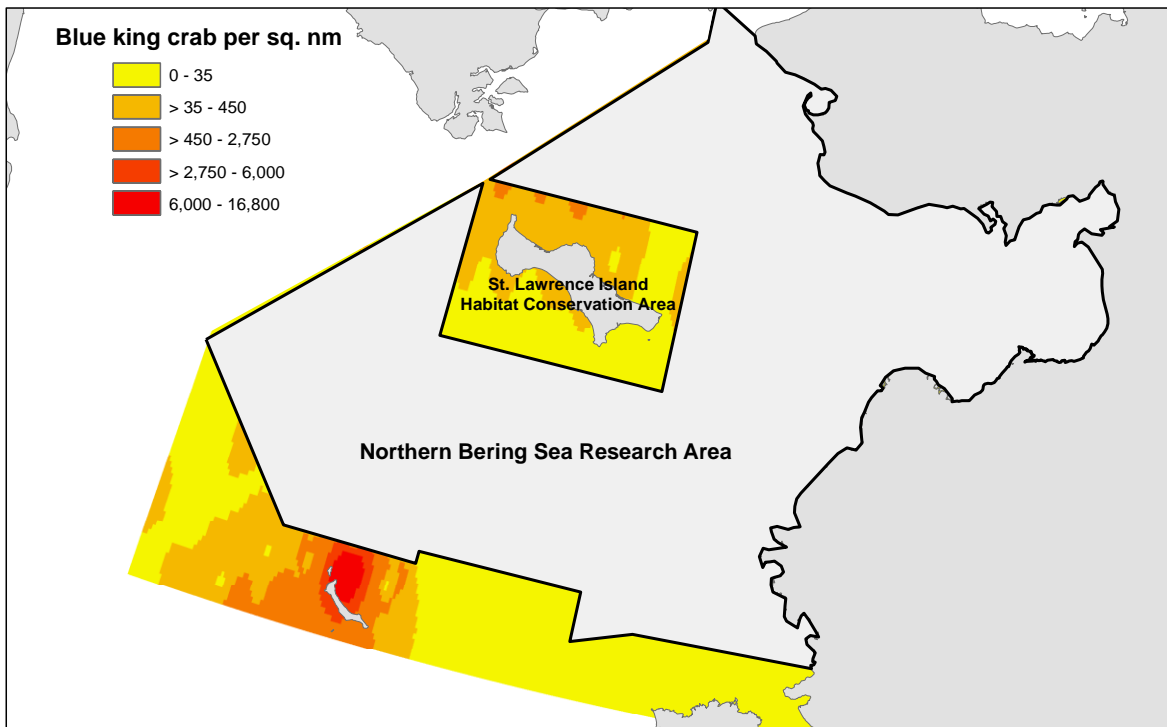 Blue king crab per sq. nm
0 - 35
> 35 - 450
> 450 - 2,750
> 2,750 - 6,000
6,000 - 16,800
St. Lawrence Island
Habitat Conservation Area
Northern Bering Sea Research Area